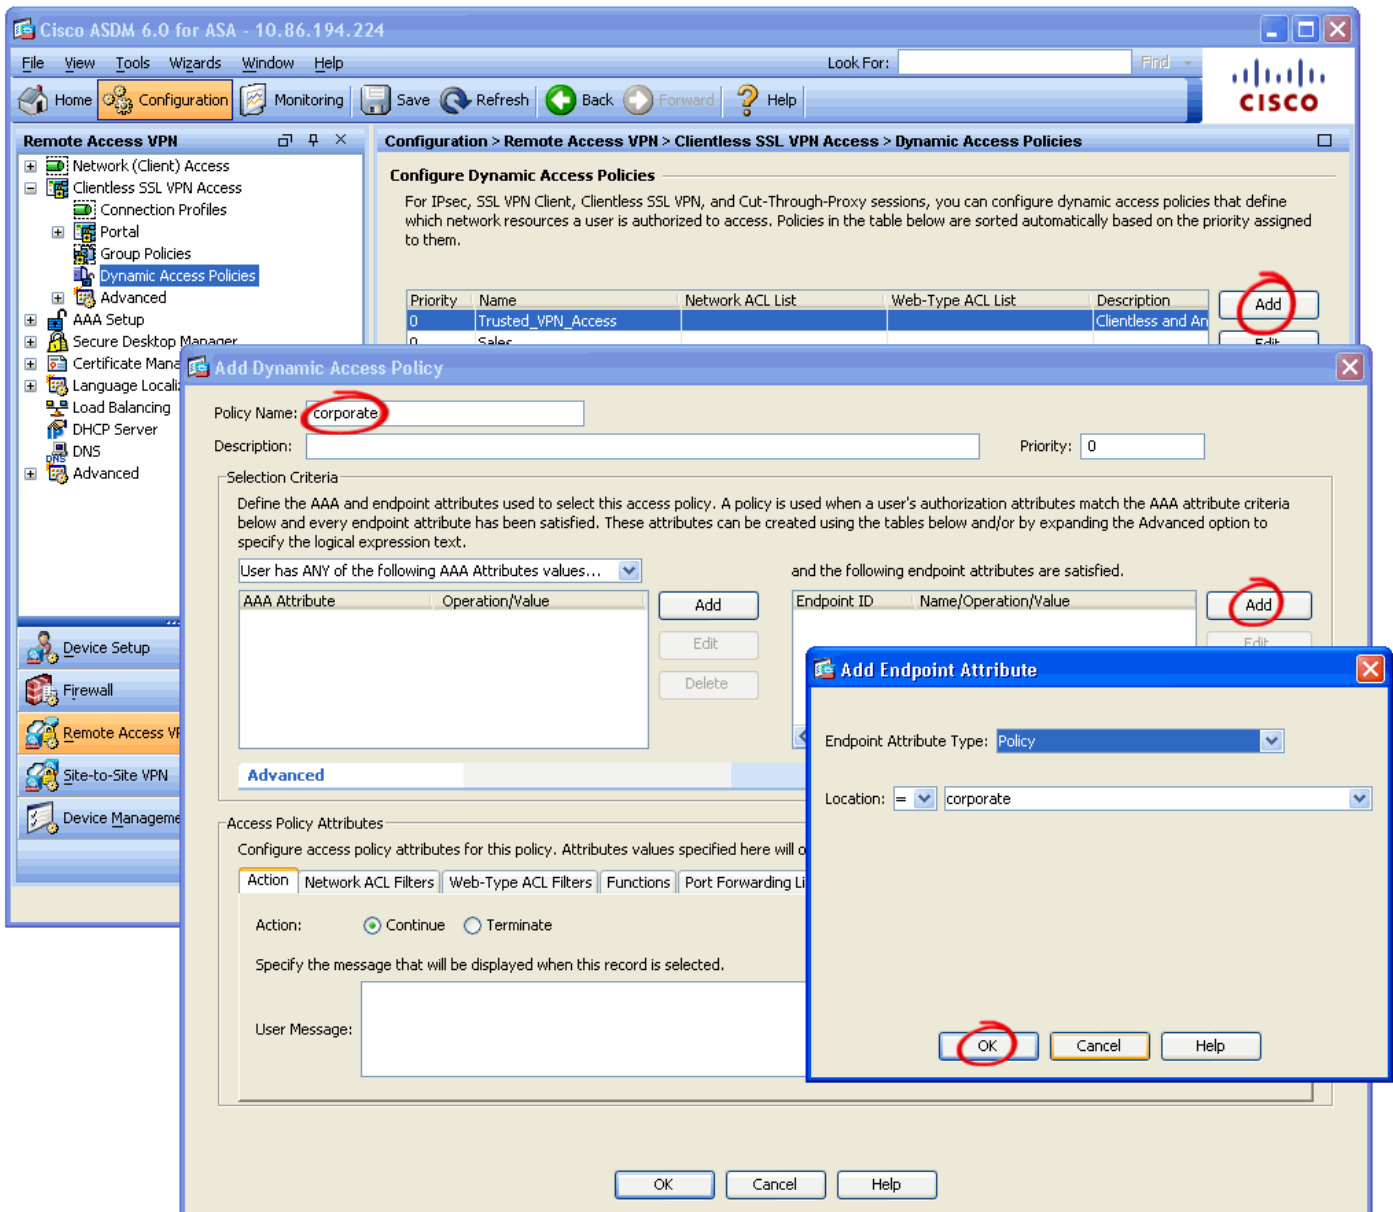 Cisco ASDM 6.0 for ASA - 10.86.194.224
File View Tools Wizards Window Help
Look For:
Find
Home Configuration Monitoring Save Refresh Back Forward Help
CISCO
Remote Access VPN
Network (Client) Access
Clientless SSL VPN Access
Connection Profiles
Portal
Group Policies
Dynamic Access Policies
Advanced
AAA Setup
Secure Desktop Manager
Certificate Mana
Language Locali
Load Balancing
DHCP Server
DNS
Advanced
Device Setup
Firewall
Remote Access VP
Site-to-Site VPN
Device Manageme
Configuration > Remote Access VPN > Clientless SSL VPN Access > Dynamic Access Policies
Configure Dynamic Access Policies
For IPsec, SSL VPN Client, Clientless SSL VPN, and Cut-Through-Proxy sessions, you can configure dynamic access policies that define
which network resources a user is authorized to access. Policies in the table below are sorted automatically based on the priority assigned
to them.
Priority Name Network ACL List Web-Type ACL List Description
0 Trusted_VPN_Access Clientless and An
0 Sales
Add
Edit
Add Dynamic Access Policy
Policy Name: corporate
Description:
Priority: 0
Selection Criteria
Define the AAA and endpoint attributes used to select this access policy. A policy is used when a user's authorization attributes match the AAA attribute criteria
below and every endpoint attribute has been satisfied. These attributes can be created using the tables below and/or by expanding the Advanced option to
specify the logical expression text.
User has ANY of the following AAA Attributes values...
and the following endpoint attributes are satisfied.
AAA Attribute Operation/Value
Add
Edit
Delete
Endpoint ID Name/Operation/Value
Add
Edit
Advanced
Access Policy Attributes
Configure access policy attributes for this policy. Attributes values specified here will o
Action Network ACL Filters Web-Type ACL Filters Functions Port Forwarding Li
Action: Continue Terminate
Specify the message that will be displayed when this record is selected.
User Message:
OK Cancel Help
Add Endpoint Attribute
Endpoint Attribute Type: Policy
Location: = corporate
OK Cancel Help